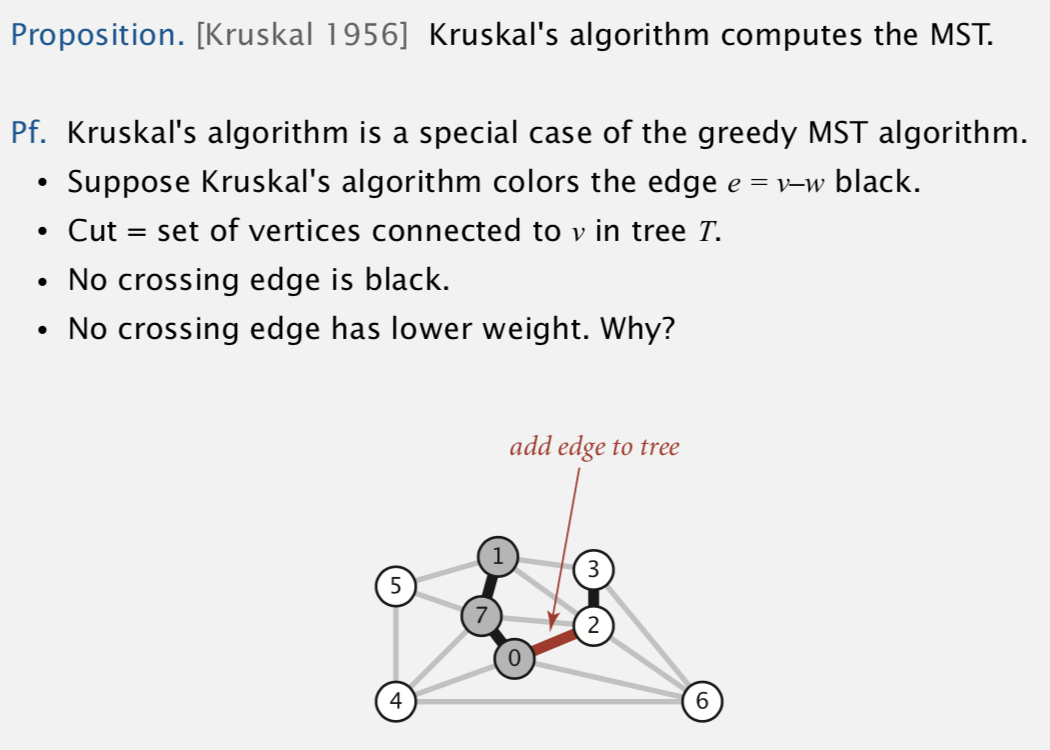 Proposition. [Kruskal 1956] Kruskal's algorithm computes the MST.
Pf. Kruskal's algorithm is a special case of the greedy MST algorithm.
• Suppose Kruskal's algorithm colors the edge e = v–w black.
• Cut = set of vertices connected to v in tree T.
• No crossing edge is black.
• No crossing edge has lower weight. Why?
add edge to tree
1
3
5
7
2
0
4
6